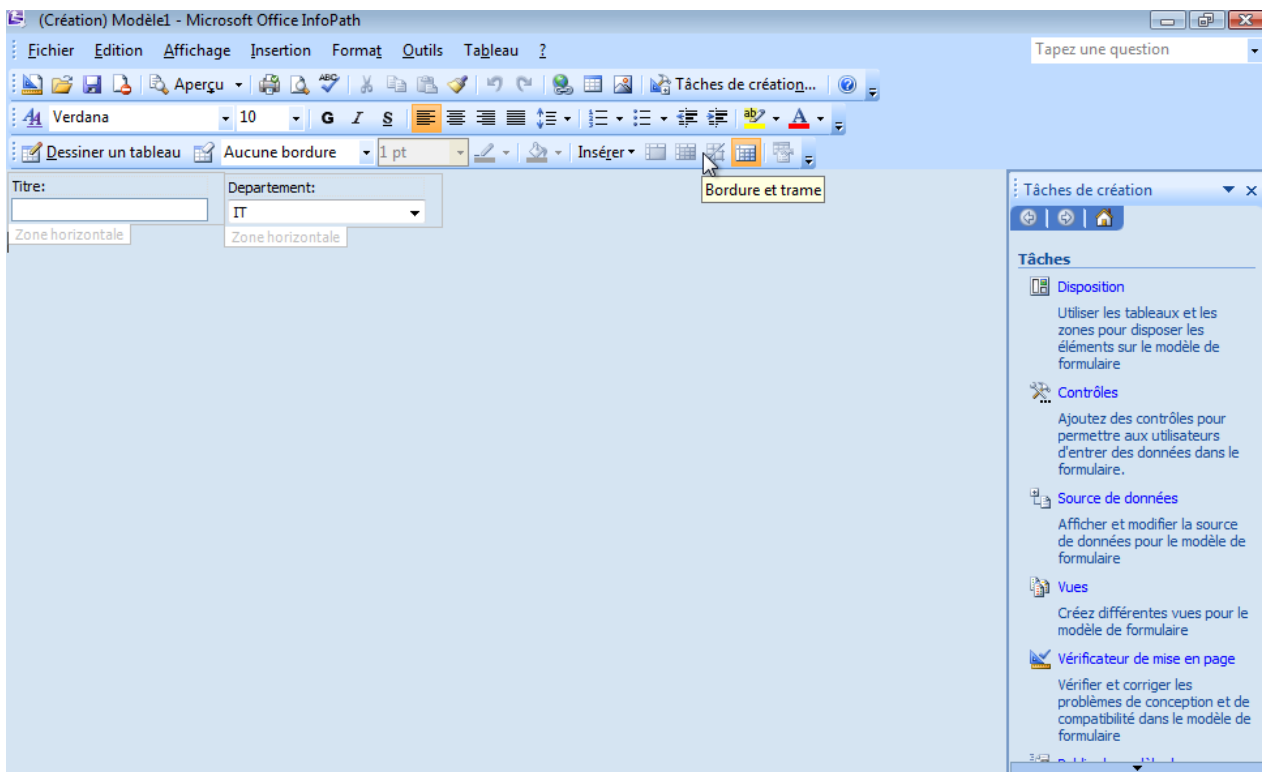 (Création) Modèle1 - Microsoft Office InfoPath
Fichier Edition Affichage Insertion Format Outils Tableau ? Tapez une question
Aperçu ABC Tâches de création...
A4 Verdana 10 G I S ab A
Dessiner un tableau Aucune bordure 1 pt Insérer
Bordure et trame
Titre:
Departement:
IT
Zone horizontale
Zone horizontale
Tâches de création
Tâches
Disposition
Utiliser les tableaux et les
zones pour disposer les
éléments sur le modèle de
formulaire
Contrôles
Ajoutez des contrôles pour
permettre aux utilisateurs
d'entrer des données dans le
formulaire.
Source de données
Afficher et modifier la source
de données pour le modèle de
formulaire
Vues
Créez différentes vues pour le
modèle de formulaire
Vérificateur de mise en page
Vérifier et corriger les
problèmes de conception et de
compatibilité dans le modèle de
formulaire